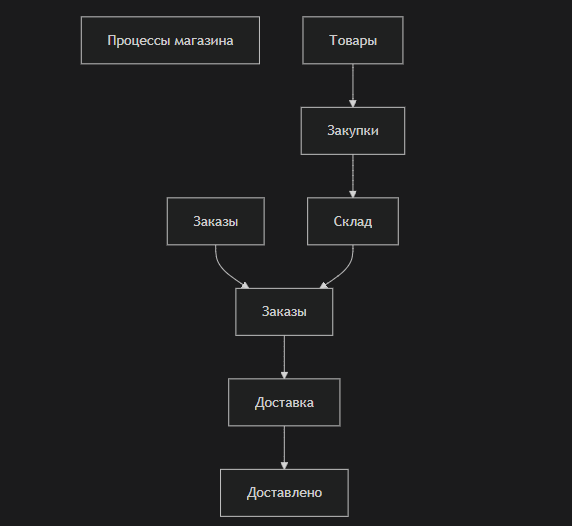 Процессы магазина
Товары
Закупки
Заказы
Склад
Заказы
Доставка
Доставлено